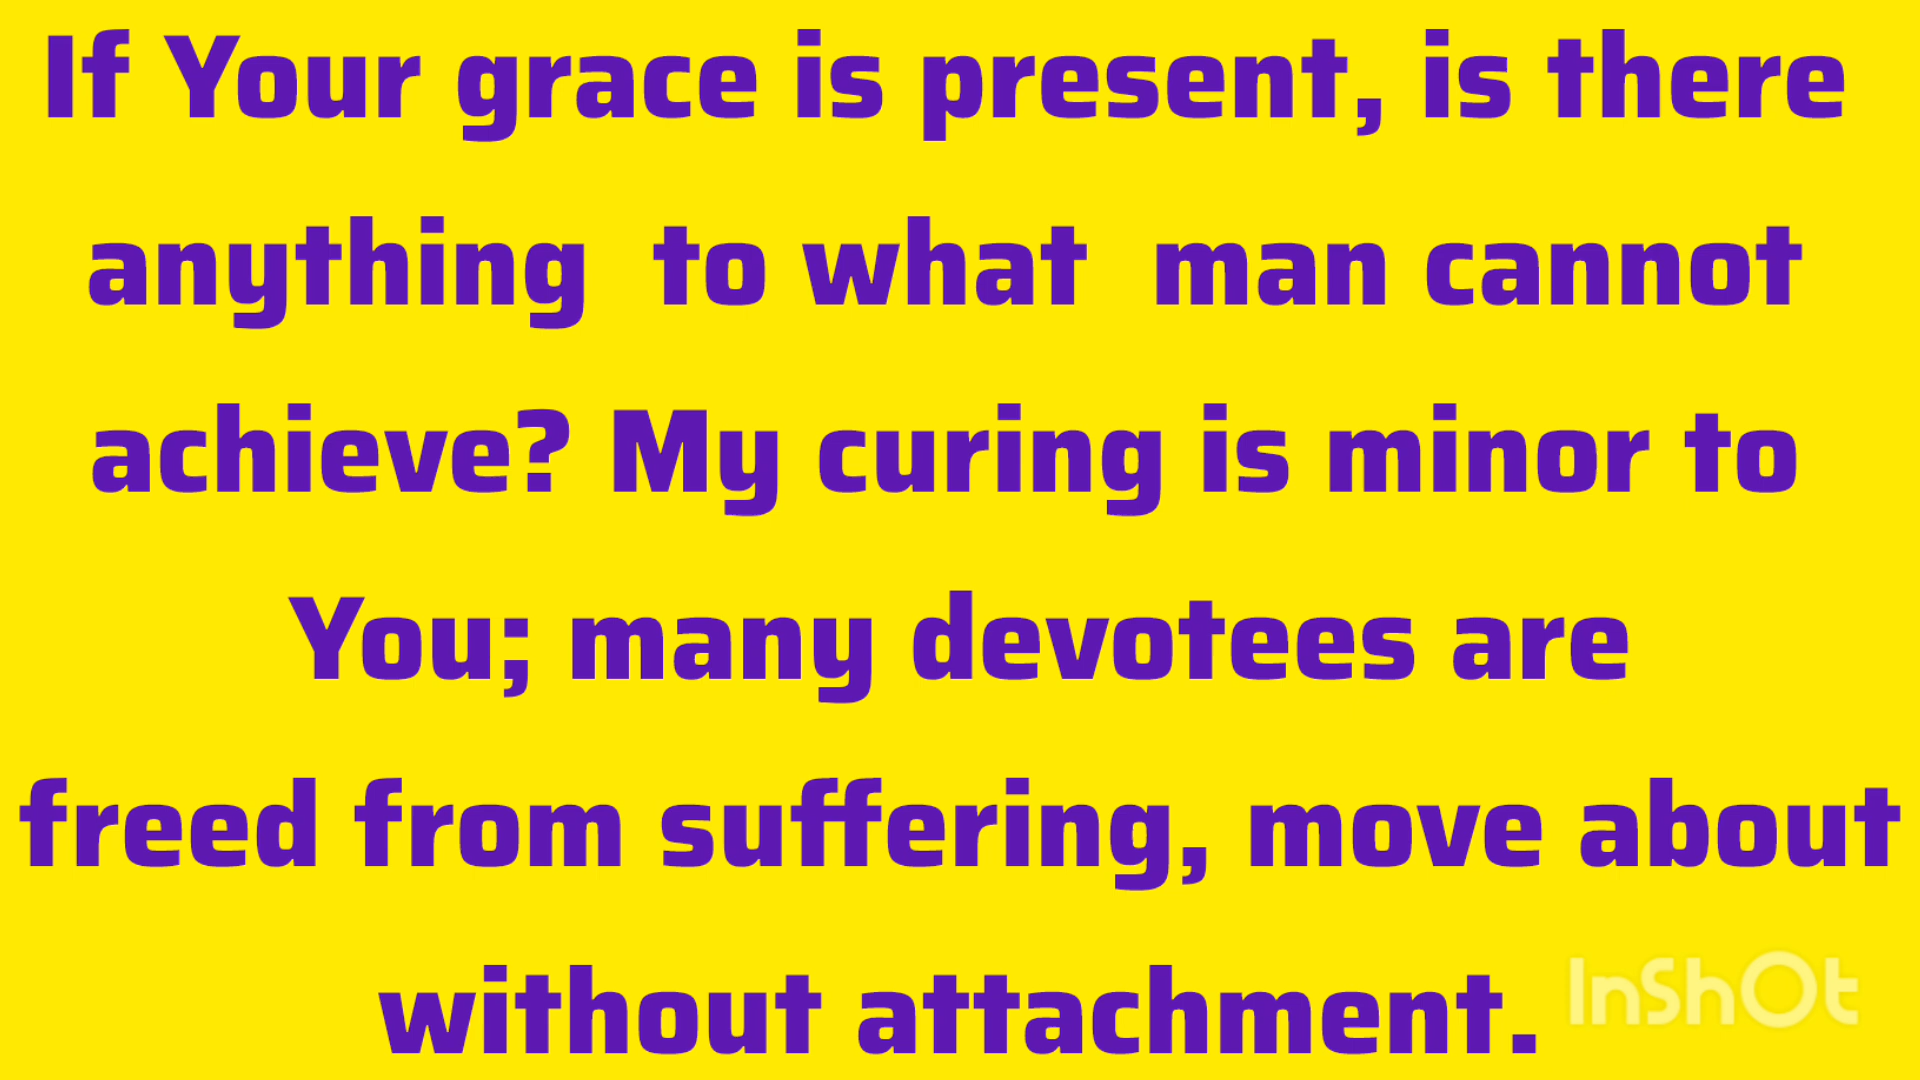 If Your grace is present, is there
anything to what man cannot
achieve? My curing is minor to
You; many devotees are
freed from suffering, move about
without attachment.
InShOt